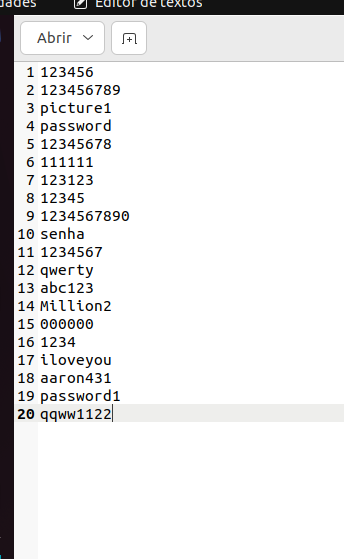 dades Editor de textos
Abrir
1 123456
2 123456789
3 picture1
4 password
5 12345678
6 111111
7 123123
8 12345
9 1234567890
10 senha
11 1234567
12 qwerty
13 abc123
14 Million2
15 000000
16 1234
17 iloveyou
18 aaron431
19 password1
20 qqww1122